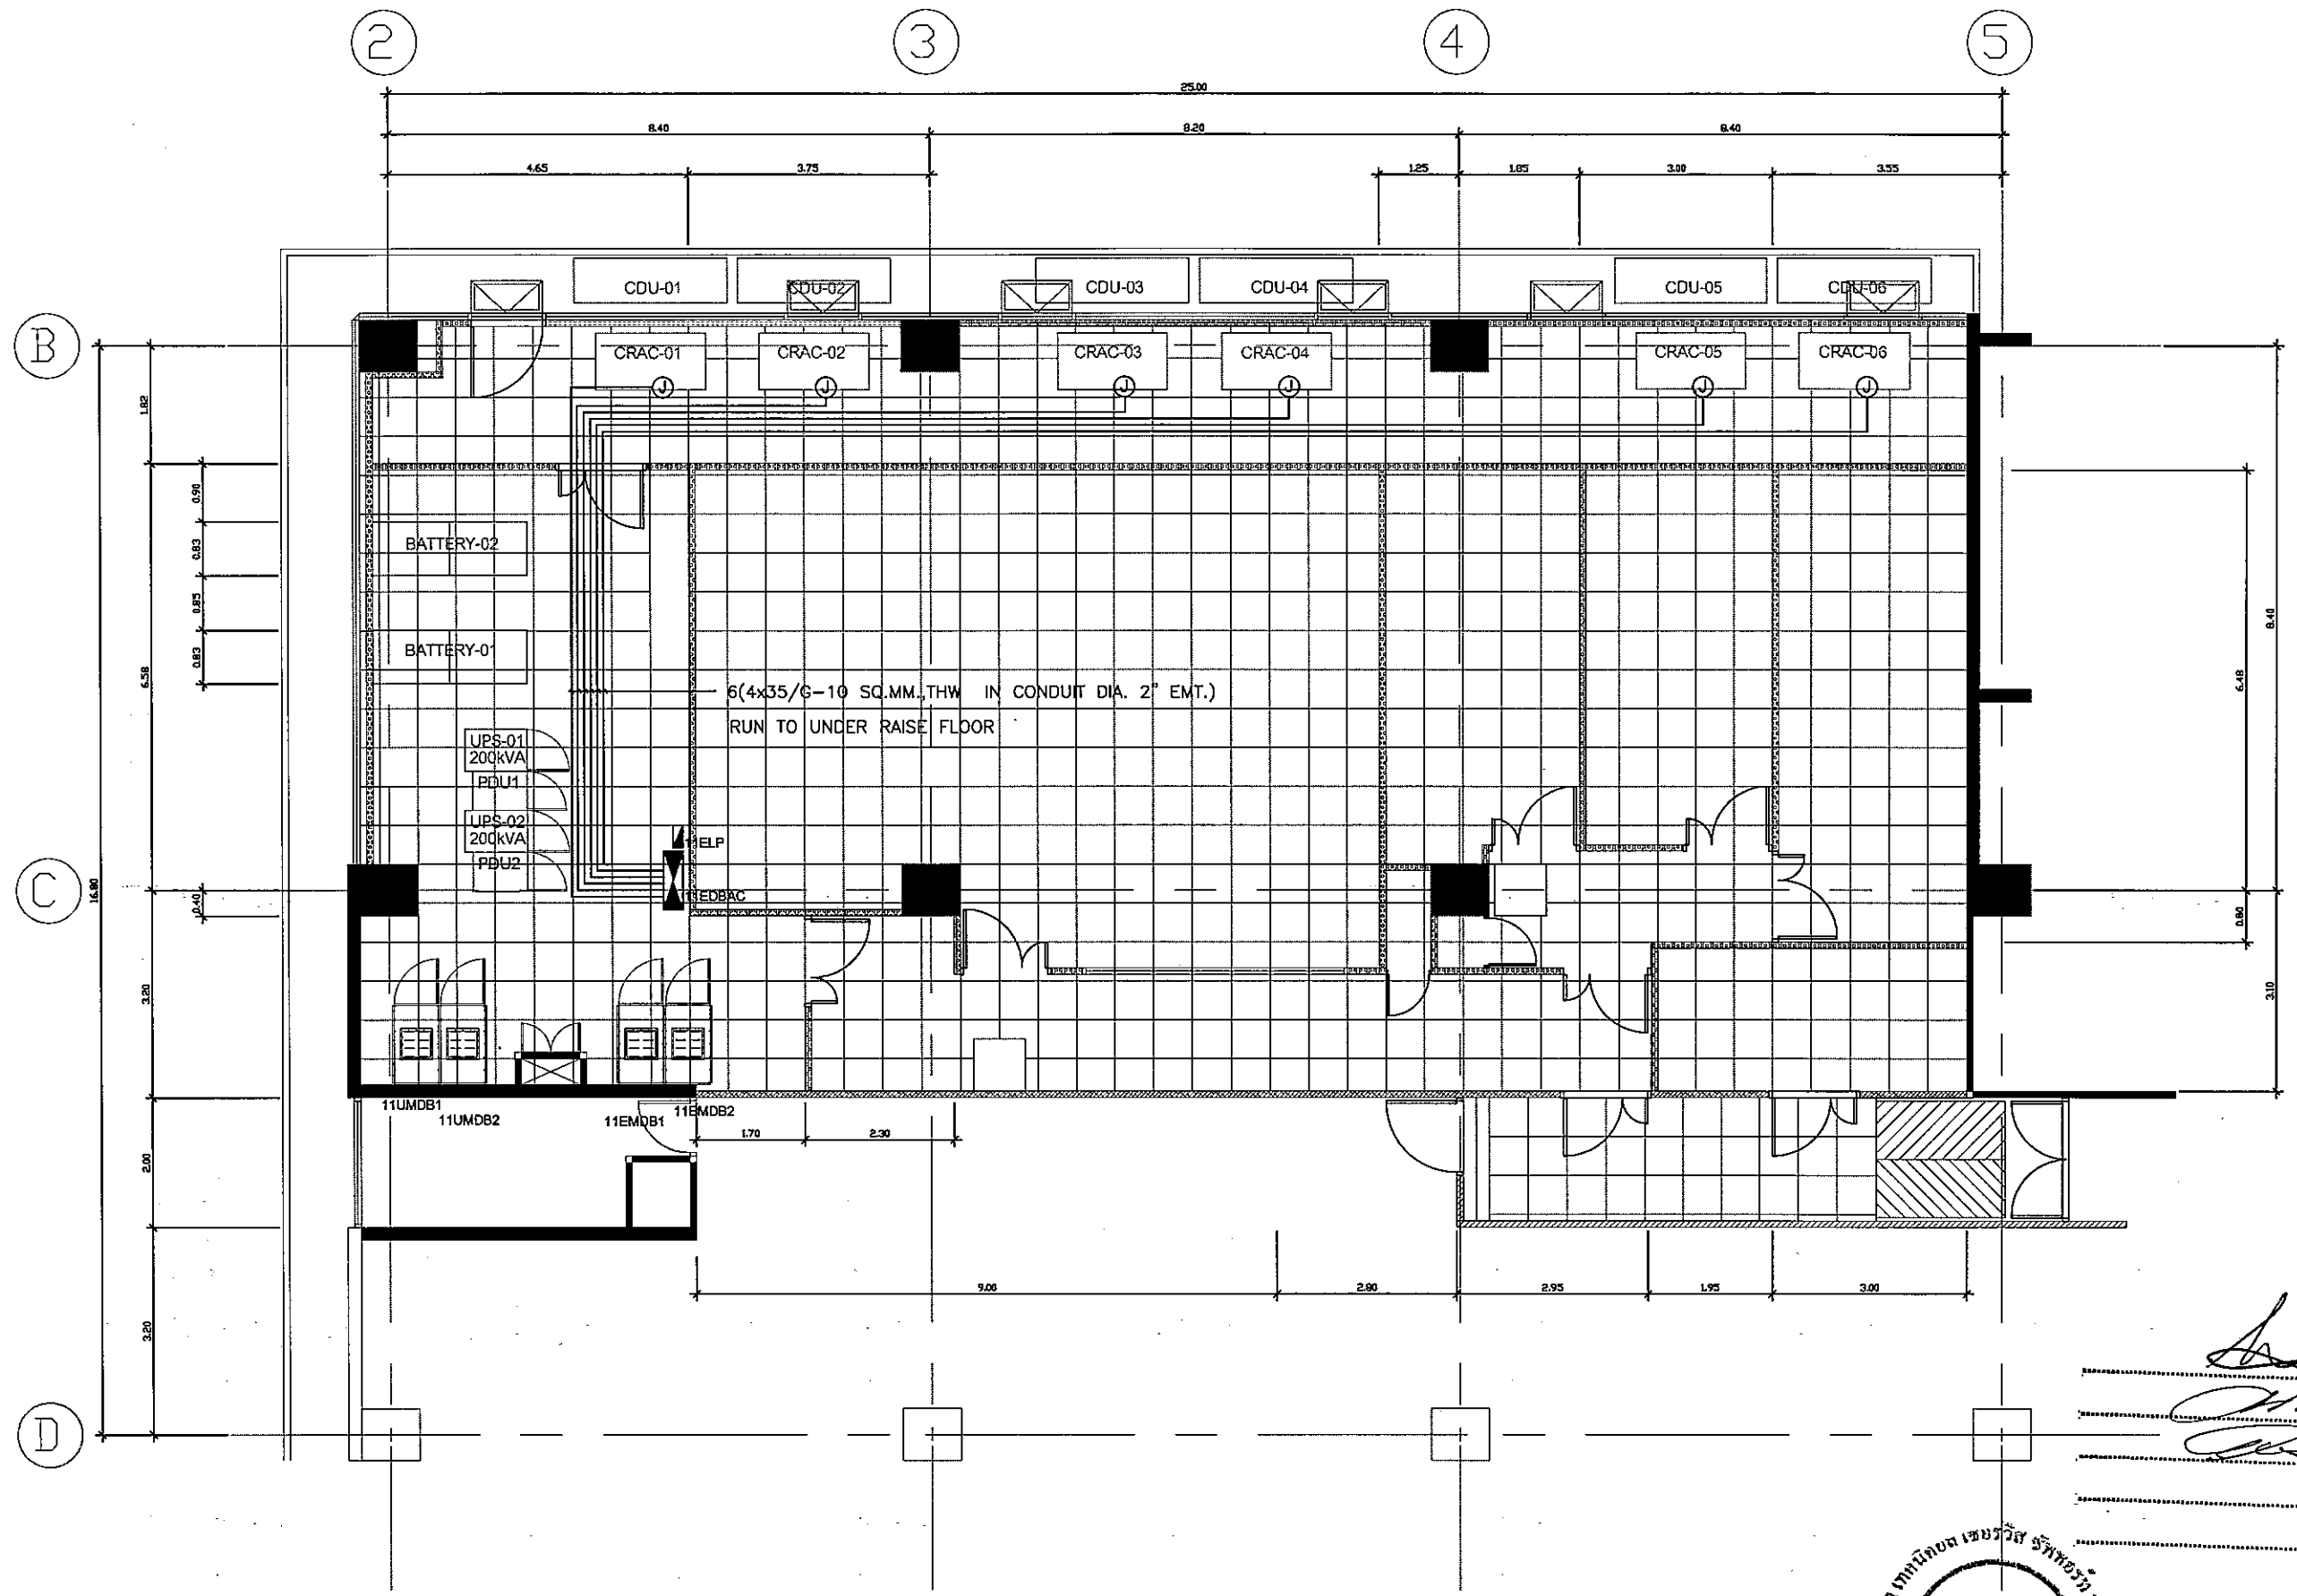 2
3
4
5
25.00
8.40
8.20
8.40
4.65
3.75
1.25
1.85
3.00
3.55
CDU-01
CDU-02
CDU-03
CDU-04
CDU-05
CDU-06
B
CRAC-01
CRAC-02
CRAC-03
CRAC-04
CRAC-05
CRAC-06
J
J
J
J
J
J
1.82
0.90
0.83
0.85
0.83
6.58
BATTERY-02
BATTERY-01
8.40
6.48
6(4x35/G-10 SQ.MM.,THW IN CONDUIT DIA. 2" EMT.)
RUN TO UNDER RAISE FLOOR
UPS-01
200kVA
PDU1
UPS-02
200kVA
PDU2
11ELP
11EDBAC
C
16.80
0.40
0.80
3.20
3.10
11UMDB1
11UMDB2
11EMDB1
11EMDB2
1.70
2.30
2.00
9.00
2.80
2.95
1.95
3.00
3.20
D